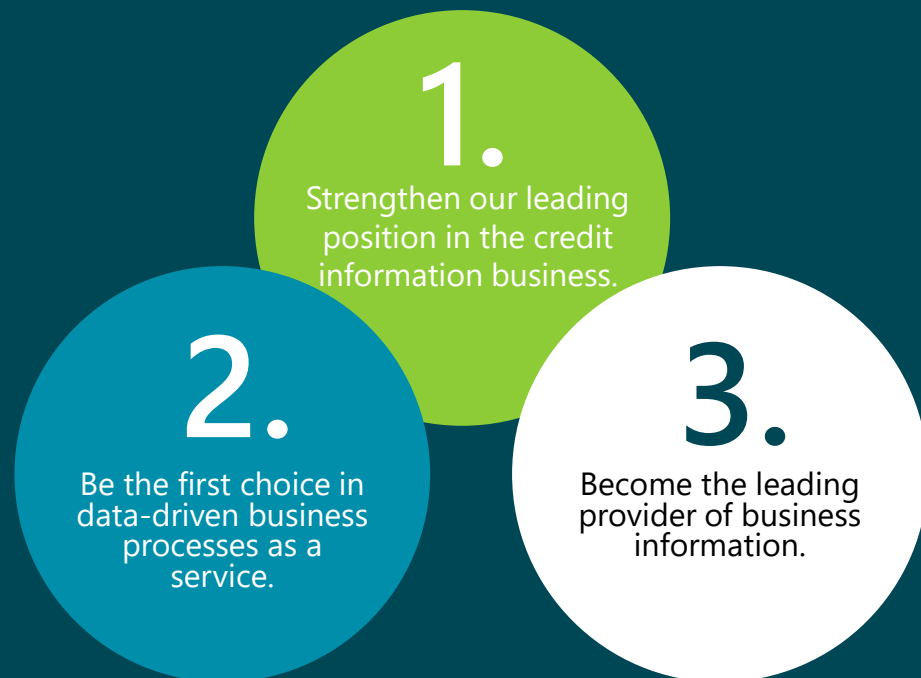 1.
Strengthen our leading
position in the credit
information business.
2.
Be the first choice in
data-driven business
processes as a
service.
3.
Become the leading
provider of business
information.